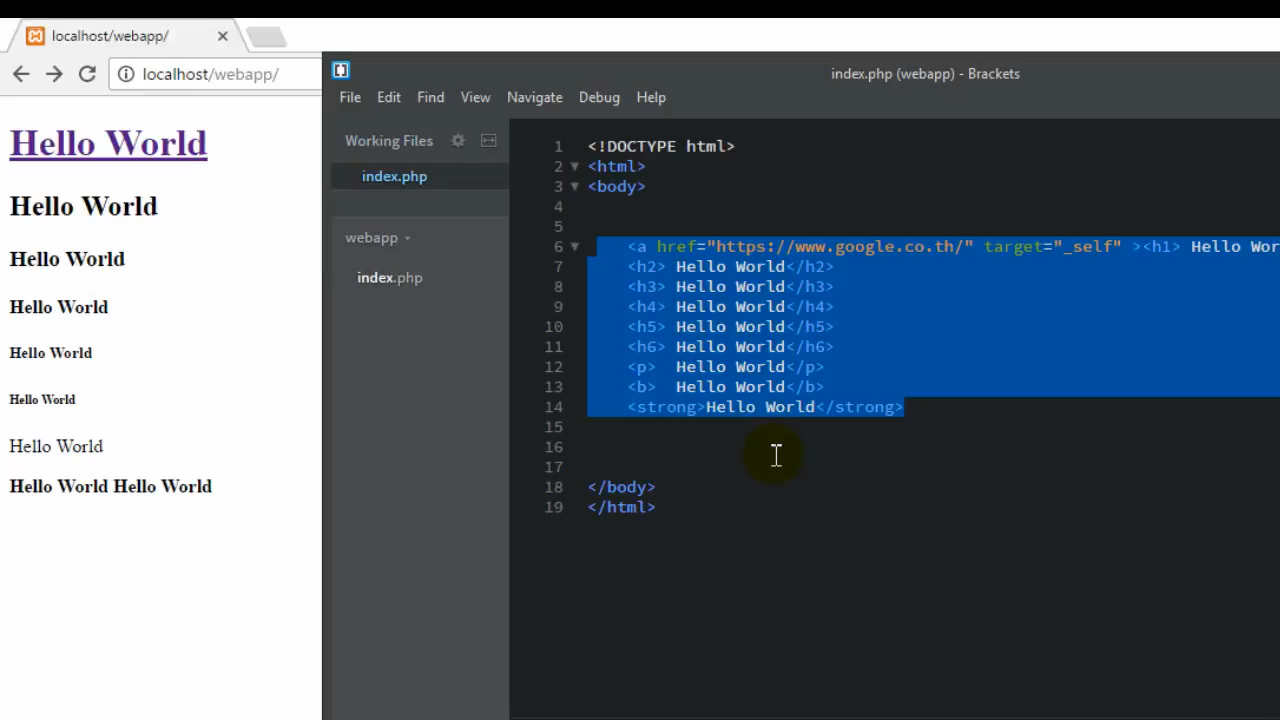 localhost/webapp/
localhost/webapp/
Hello World
Hello World
Hello World
Hello World
Hello World
Hello World
Hello World
Hello World Hello World
index.php (webapp) - Brackets
File Edit Find View Navigate Debug Help
Working Files
index.php
webapp
index.php
1 <!DOCTYPE html>
2 <html>
3 <body>
4
5
6 <a href="https://www.google.co.th/" target="_self" ><h1> Hello Wor
7 <h2> Hello World</h2>
8 <h3> Hello World</h3>
9 <h4> Hello World</h4>
10 <h5> Hello World</h5>
11 <h6> Hello World</h6>
12 <p>  Hello World</p>
13 <b>  Hello World</b>
14 <strong>Hello World</strong>
15
16
17
18 </body>
19 </html>